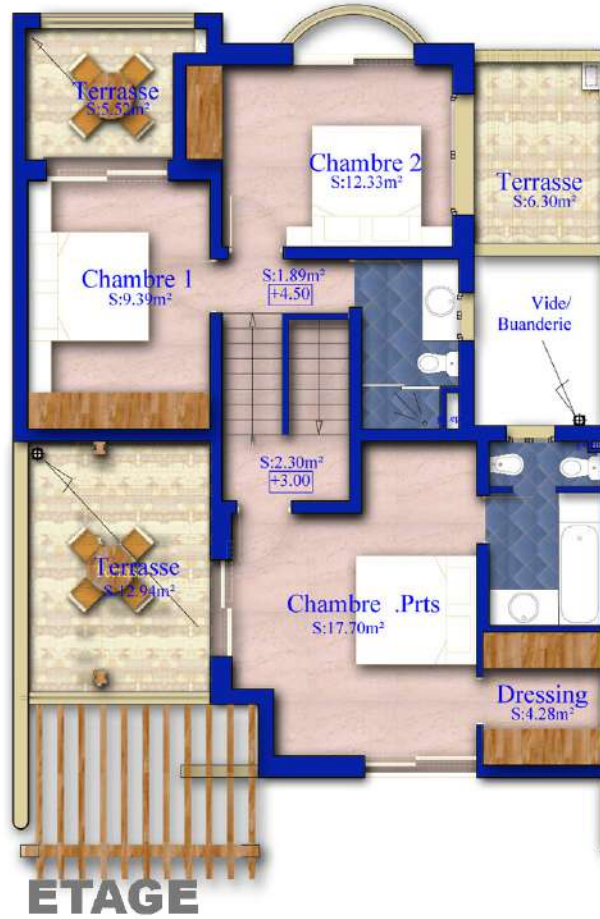 Terrasse
S:5.52m²
Chambre 2
S:12.33m²
Terrasse
S:6.30m²
Chambre 1
S:9.39m²
S:1.89m²
+4.50
Vide/
Buanderie
S:2.30m²
+3.00
Terrasse
S:12.94m²
Chambre .Prts
S:17.70m²
Dressing
S:4.28m²
ETAGE